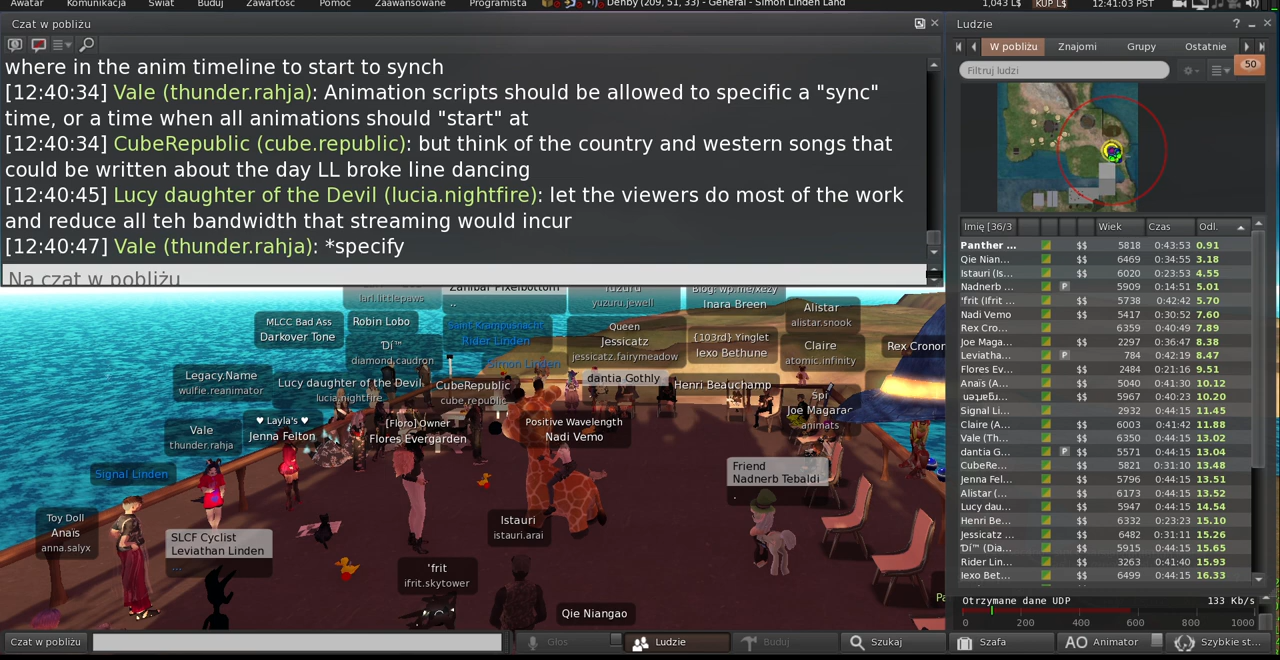 Awatar Komunikacja Świat Buduj Zawartość Pomoc Zaawansowane Programista Denby (209, 51, 33) - General - Simon Linden Land 1,043 L$ KUP L$ 12:41:03 PST
Czat w pobliżu
where in the anim timeline to start to synch
[12:40:34] Vale (thunder.rahja): Animation scripts should be allowed to specific a "sync"
time, or a time when all animations should "start" at
[12:40:34] CubeRepublic (cube.republic): but think of the country and western songs that
could be written about the day LL broke line dancing
[12:40:45] Lucy daughter of the Devil (lucia.nightfire): let the viewers do most of the work
and reduce all teh bandwidth that streaming would incur
[12:40:47] Vale (thunder.rahja): *specify
Na czat w pobliżu
lari.littlepaws
Zanibar Pixelbottom
..
Yuzuru
yuzuru.jewell
Blog: wp.me/xezy
Inara Breen
Alistar
alistar.snook
MLCC Bad Ass
Darkover Tone
Robin Lobo
Ɗí™
diamond.caudron
Saint Krampusnacht
Rider Linden
Simon Linden
Queen
Jessicatz
jessicatz.fairymeadow
{103rd} Yinglet
Iexo Bethune
Claire
atomic.infinity
Rex Cronon
Legacy.Name
wulfie.reanimator
Lucy daughter of the Devil
lucia.nightfire
CubeRepublic
cube.republic
dantia Gothly
..
Henri Beauchamp
Spi
Joe Magarac
animats
Vale
thunder.rahja
♥ Layla's ♥
Jenna Felton
[Floro] Owner
Flores Evergarden
Positive Wavelength
Nadi Vemo
Signal Linden
Friend
Nadnerb Tebaldi
.
Toy Doll
Anaïs
anna.salyx
SLCF Cyclist
Leviathan Linden
...
Istauri
istauri.arai
'frit
ifrit.skytower
Qie Niangao
Pa
Czat w pobliżu
Głos
Ludzie
Buduj
Szukaj
Ludzie
? _ ×
W pobliżu Znajomi Grupy Ostatnie
50
Filtruj ludzi
Imię [36/3 Wiek Czas Odl.
Panther ... $$ 5818 0:43:53 0.91
Qie Nian... $$ 6469 0:34:55 3.18
Istauri (Is... $$ 6020 0:23:53 4.55
Nadnerb ... P $$ 5909 0:14:51 5.01
'frit (Ifrit ... $$ 5738 0:42:42 5.70
Nadi Vemo $$ 5417 0:30:52 7.60
Rex Cro... 6359 0:40:49 7.89
Joe Maga... $$ 2297 0:36:47 8.38
Leviatha... P 784 0:42:19 8.47
Flores Ev... $$ 2484 0:21:16 9.51
Anaïs (A... $$ 5040 0:41:30 10.12
$$ 5967 0:40:23 10.20
Signal Li... 2932 0:44:15 11.45
Claire (A... $$ 6003 0:41:42 11.88
Vale (Th... $$ 6350 0:44:15 13.02
dantia G... P $$ 5571 0:44:15 13.04
CubeRe... $$ 5821 0:31:10 13.48
Jenna Fel... $$ 5796 0:44:15 13.51
Alistar (... $$ 6173 0:44:15 13.52
Lucy dau... $$ 5947 0:44:15 14.54
Henri Be... $$ 6332 0:23:23 15.10
Jessicatz ... $$ 6482 0:31:11 15.26
Ɗí™ (Dia... $$ 5915 0:44:15 15.65
Rider Lin... $$ 3263 0:41:40 15.93
Iexo Bet... $$ 6499 0:44:15 16.33
Otrzymane dane UDP 133 Kb/s
0 200 400 600 800 1000
Szafa
AO Animator
Szybkie st...